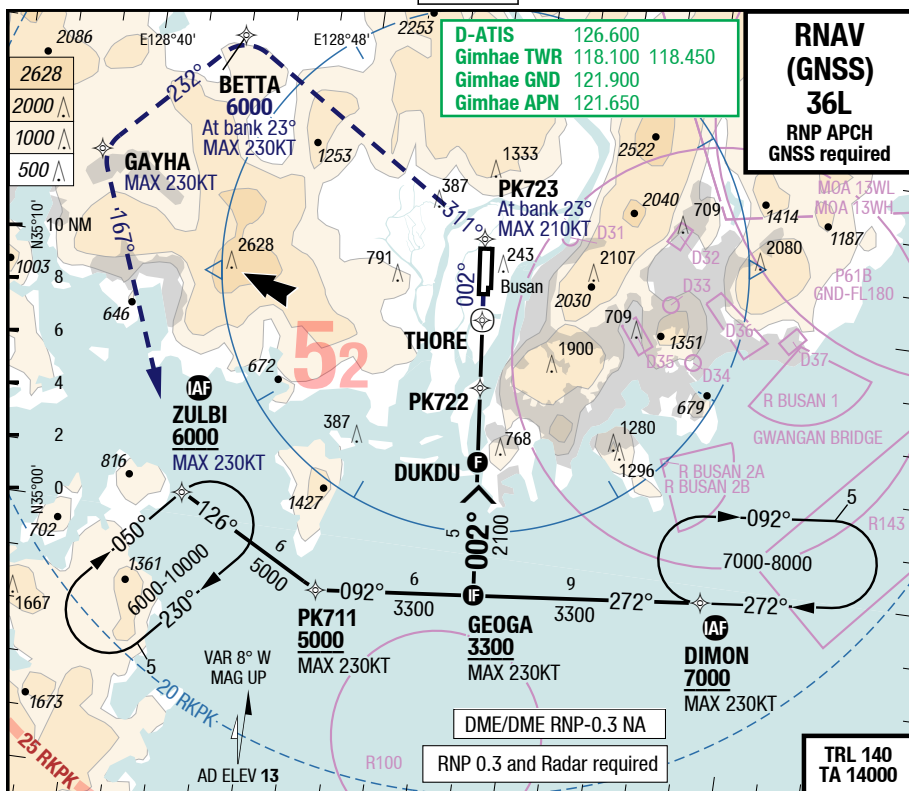 2086
E128°40'
E128°48'
2253
D-ATIS 126.600
Gimhae TWR 118.100 118.450
Gimhae GND 121.900
Gimhae APN 121.650
RNAV
(GNSS)
36L
RNP APCH
GNSS required
2628
2000
1000
500
232°
BETTA
6000
At bank 23°
MAX 230KT
GAYHA
MAX 230KT
1253
1333
387
311°
PK723
At bank 23°
MAX 210KT
2522
2040
709
MOA 13WL
MOA 13WH
1414
1187
N35°10'
10 NM
167°
1003
8
2628
791
243
Busan
002°
D31
2107
2030
D32
2080
P61B
GND-FL180
646
D33
6
THORE
709
1351
D36
52
1900
D35
D34
D37
4
672
PK722
679
R BUSAN 1
IAF
ZULBI
6000
MAX 230KT
2
387
768
1280
1296
GWANGAN BRIDGE
816
DUKDU
F
R BUSAN 2A
R BUSAN 2B
N35°00'
0
702
1427
5
R143
050°
126°
002°
5
2100
092°
1361
6000-10000
6
5000
7000-8000
1667
230°
092°
6
3300
IF
9
3300
272°
272°
5
PK711
5000
MAX 230KT
GEOGA
3300
MAX 230KT
IAF
DIMON
7000
MAX 230KT
VAR 8° W
MAG UP
1673
20 RKPK
25 RKPK
DME/DME RNP-0.3 NA
R100
RNP 0.3 and Radar required
AD ELEV 13
TRL 140
TA 14000